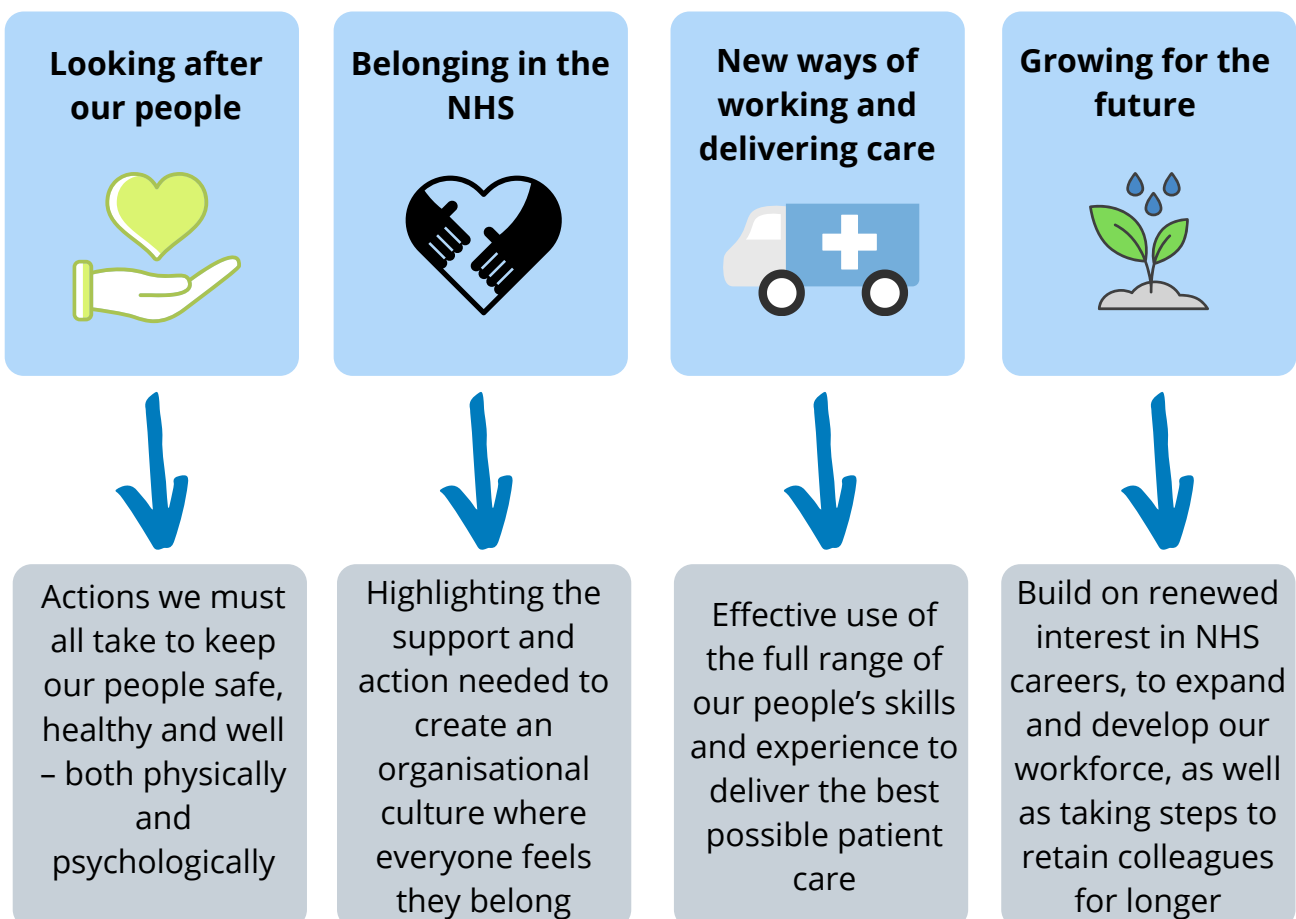 Looking after
our people
Belonging in the
NHS
New ways of
working and
delivering care
Growing for the
future
Actions we must
all take to keep
our people safe,
healthy and well
– both physically
and
psychologically
Highlighting the
support and
action needed to
create an
organisational
culture where
everyone feels
they belong
Effective use of
the full range of
our people’s skills
and experience to
deliver the best
possible patient
care
Build on renewed
interest in NHS
careers, to expand
and develop our
workforce, as well
as taking steps to
retain colleagues
for longer